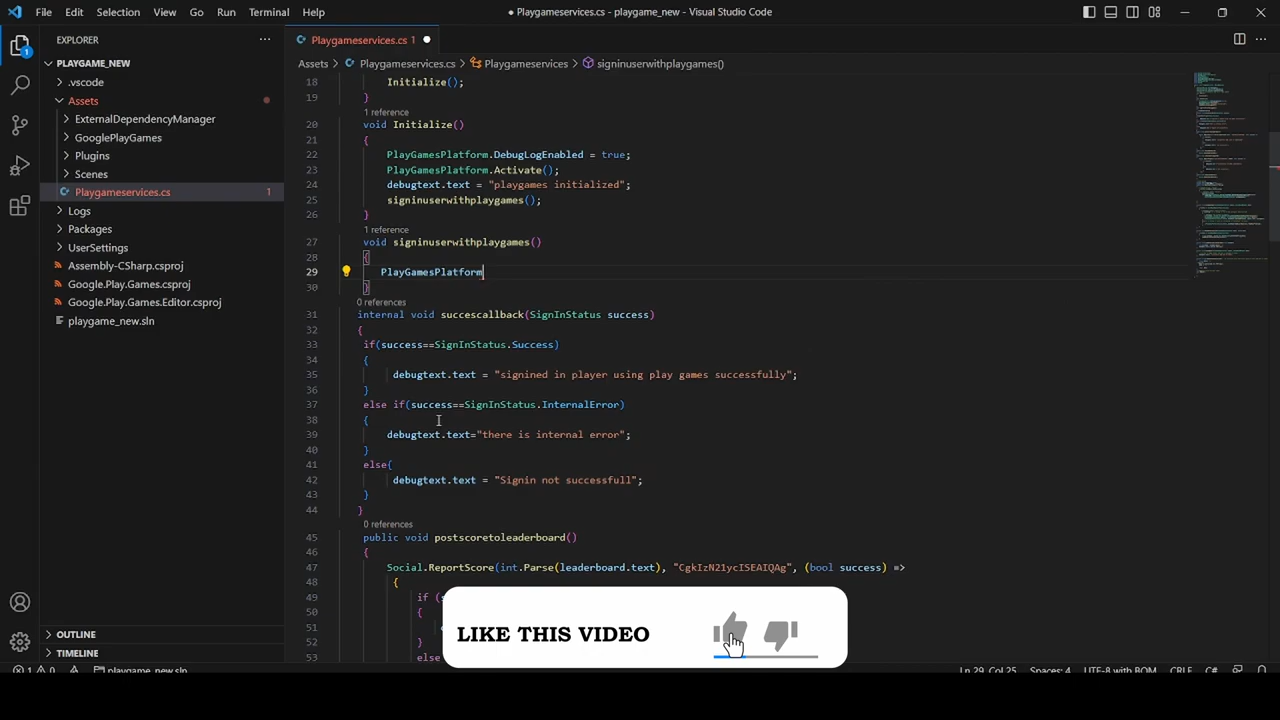 File Edit Selection View Go Run Terminal Help
● Playgameservices.cs - playgame_new - Visual Studio Code
EXPLORER
Playgameservices.cs 1
PLAYGAME_NEW
Assets > Playgameservices.cs > Playgameservices > signinuserwithplaygames()
.vscode
Assets
ExternalDependencyManager
GooglePlayGames
Plugins
Scenes
Playgameservices.cs 1
Logs
Packages
UserSettings
Assembly-CSharp.csproj
Google.Play.Games.csproj
Google.Play.Games.Editor.csproj
playgame_new.sln
OUTLINE
TIMELINE
1
18 Initialize();
19 }
1 reference
20 void Initialize()
21 {
22 PlayGamesPlatform.DebugLogEnabled = true;
23 PlayGamesPlatform.Activate();
24 debugtext.text = "playgames initialized";
25 signinuserwithplaygames();
26 }
1 reference
27 void signinuserwithplaygames()
28 {
29 PlayGamesPlatform
30 }
0 references
31 internal void succescallback(SignInStatus success)
32 {
33 if(success==SignInStatus.Success)
34 {
35 debugtext.text = "signined in player using play games successfully";
36 }
37 else if(success==SignInStatus.InternalError)
38 {
39 debugtext.text="there is internal error";
40 }
41 else{
42 debugtext.text = "Signin not successfull";
43 }
44 }
0 references
45 public void postscoretoleaderboard()
46 {
47 Social.ReportScore(int.Parse(leaderboard.text), "CgkIzN21ycISEAIQAg", (bool success) =>
48 {
49 if (s
50 {
51
52 }
53 else
LIKE THIS VIDEO
1 0 playgame_new.sln Ln 29, Col 25 Spaces: 4 UTF-8 with BOM CRLF C#